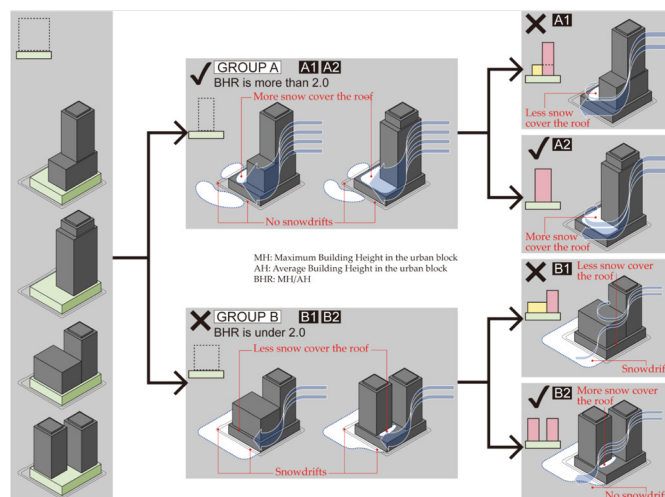 GROUP A A1 A2
BHR is more than 2.0
More snow cover the roof
No snowdrifts
MH: Maximum Building Height in the urban block
AH: Average Building Height in the urban block
BHR: MH/AH
GROUP B B1 B2
BHR is under 2.0
Less snow cover the roof
Snowdrifts
A1
Less snow
cover the roof
A2
More snow
cover the roof
B1
Less snow cover
the roof
Snowdrifts
B2
More snow cover
the roof
No snowdrifts